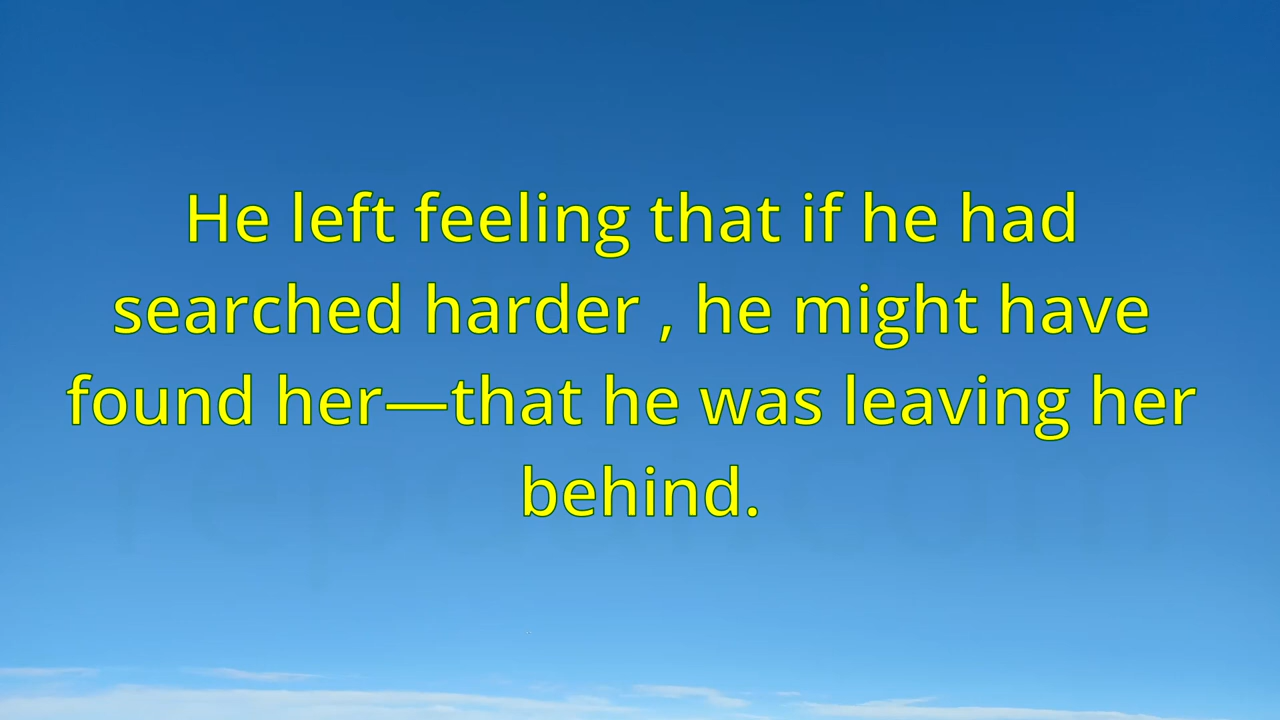 He left feeling that if he had
searched harder , he might have
found her—that he was leaving her
behind.